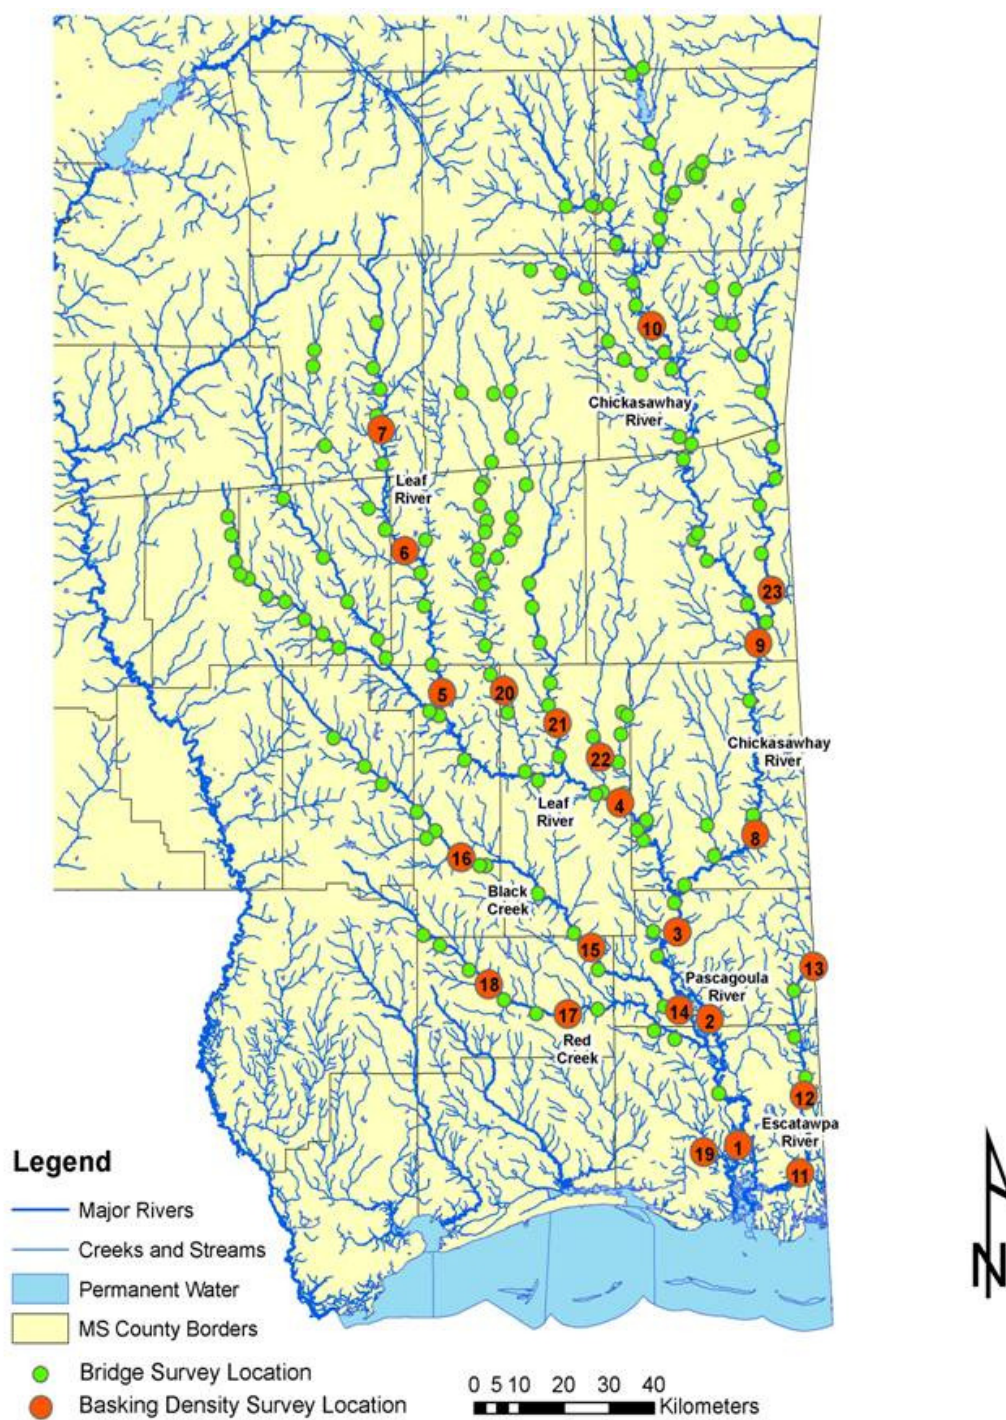 10
Chickasawhay
River
7
Leaf
River
6
23
9
5
20
21
Chickasawhay
River
22
4
Leaf
River
8
16
Black
Creek
3
15
13
Pascagoula
River
18
17
14
2
Red
Creek
12
Escatawpa
River
1
19
11
Legend
Major Rivers
Creeks and Streams
Permanent Water
MS County Borders
Bridge Survey Location
Basking Density Survey Location
0 5 10 20 30 40
Kilometers
N